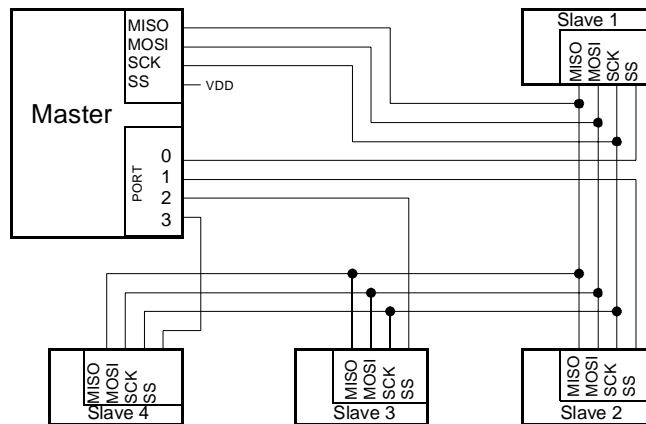 MISO
MOSI
SCK
SS
VDD
Master
PORT
0
1
2
3
Slave 1
MISO
MOSI
SCK
SS
MISO
MOSI
SCK
SS
Slave 4
MISO
MOSI
SCK
SS
Slave 3
MISO
MOSI
SCK
SS
Slave 2